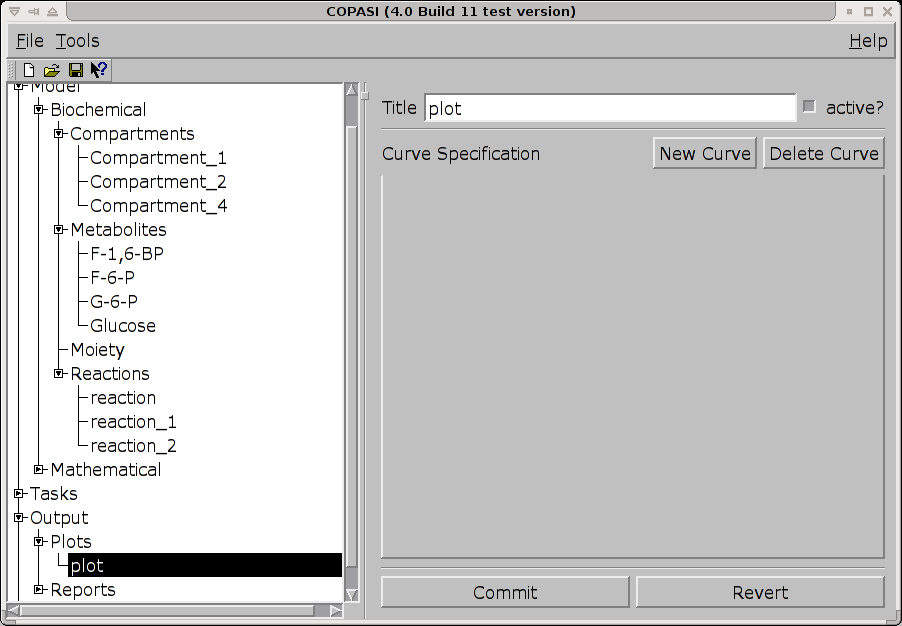 COPASI (4.0 Build 11 test version)
File Tools Help
Model
Biochemical
Compartments
Compartment_1
Compartment_2
Compartment_4
Metabolites
F-1,6-BP
F-6-P
G-6-P
Glucose
Moiety
Reactions
reaction
reaction_1
reaction_2
Mathematical
Tasks
Output
Plots
plot
Reports
Title plot active?
Curve Specification New Curve Delete Curve
Commit Revert